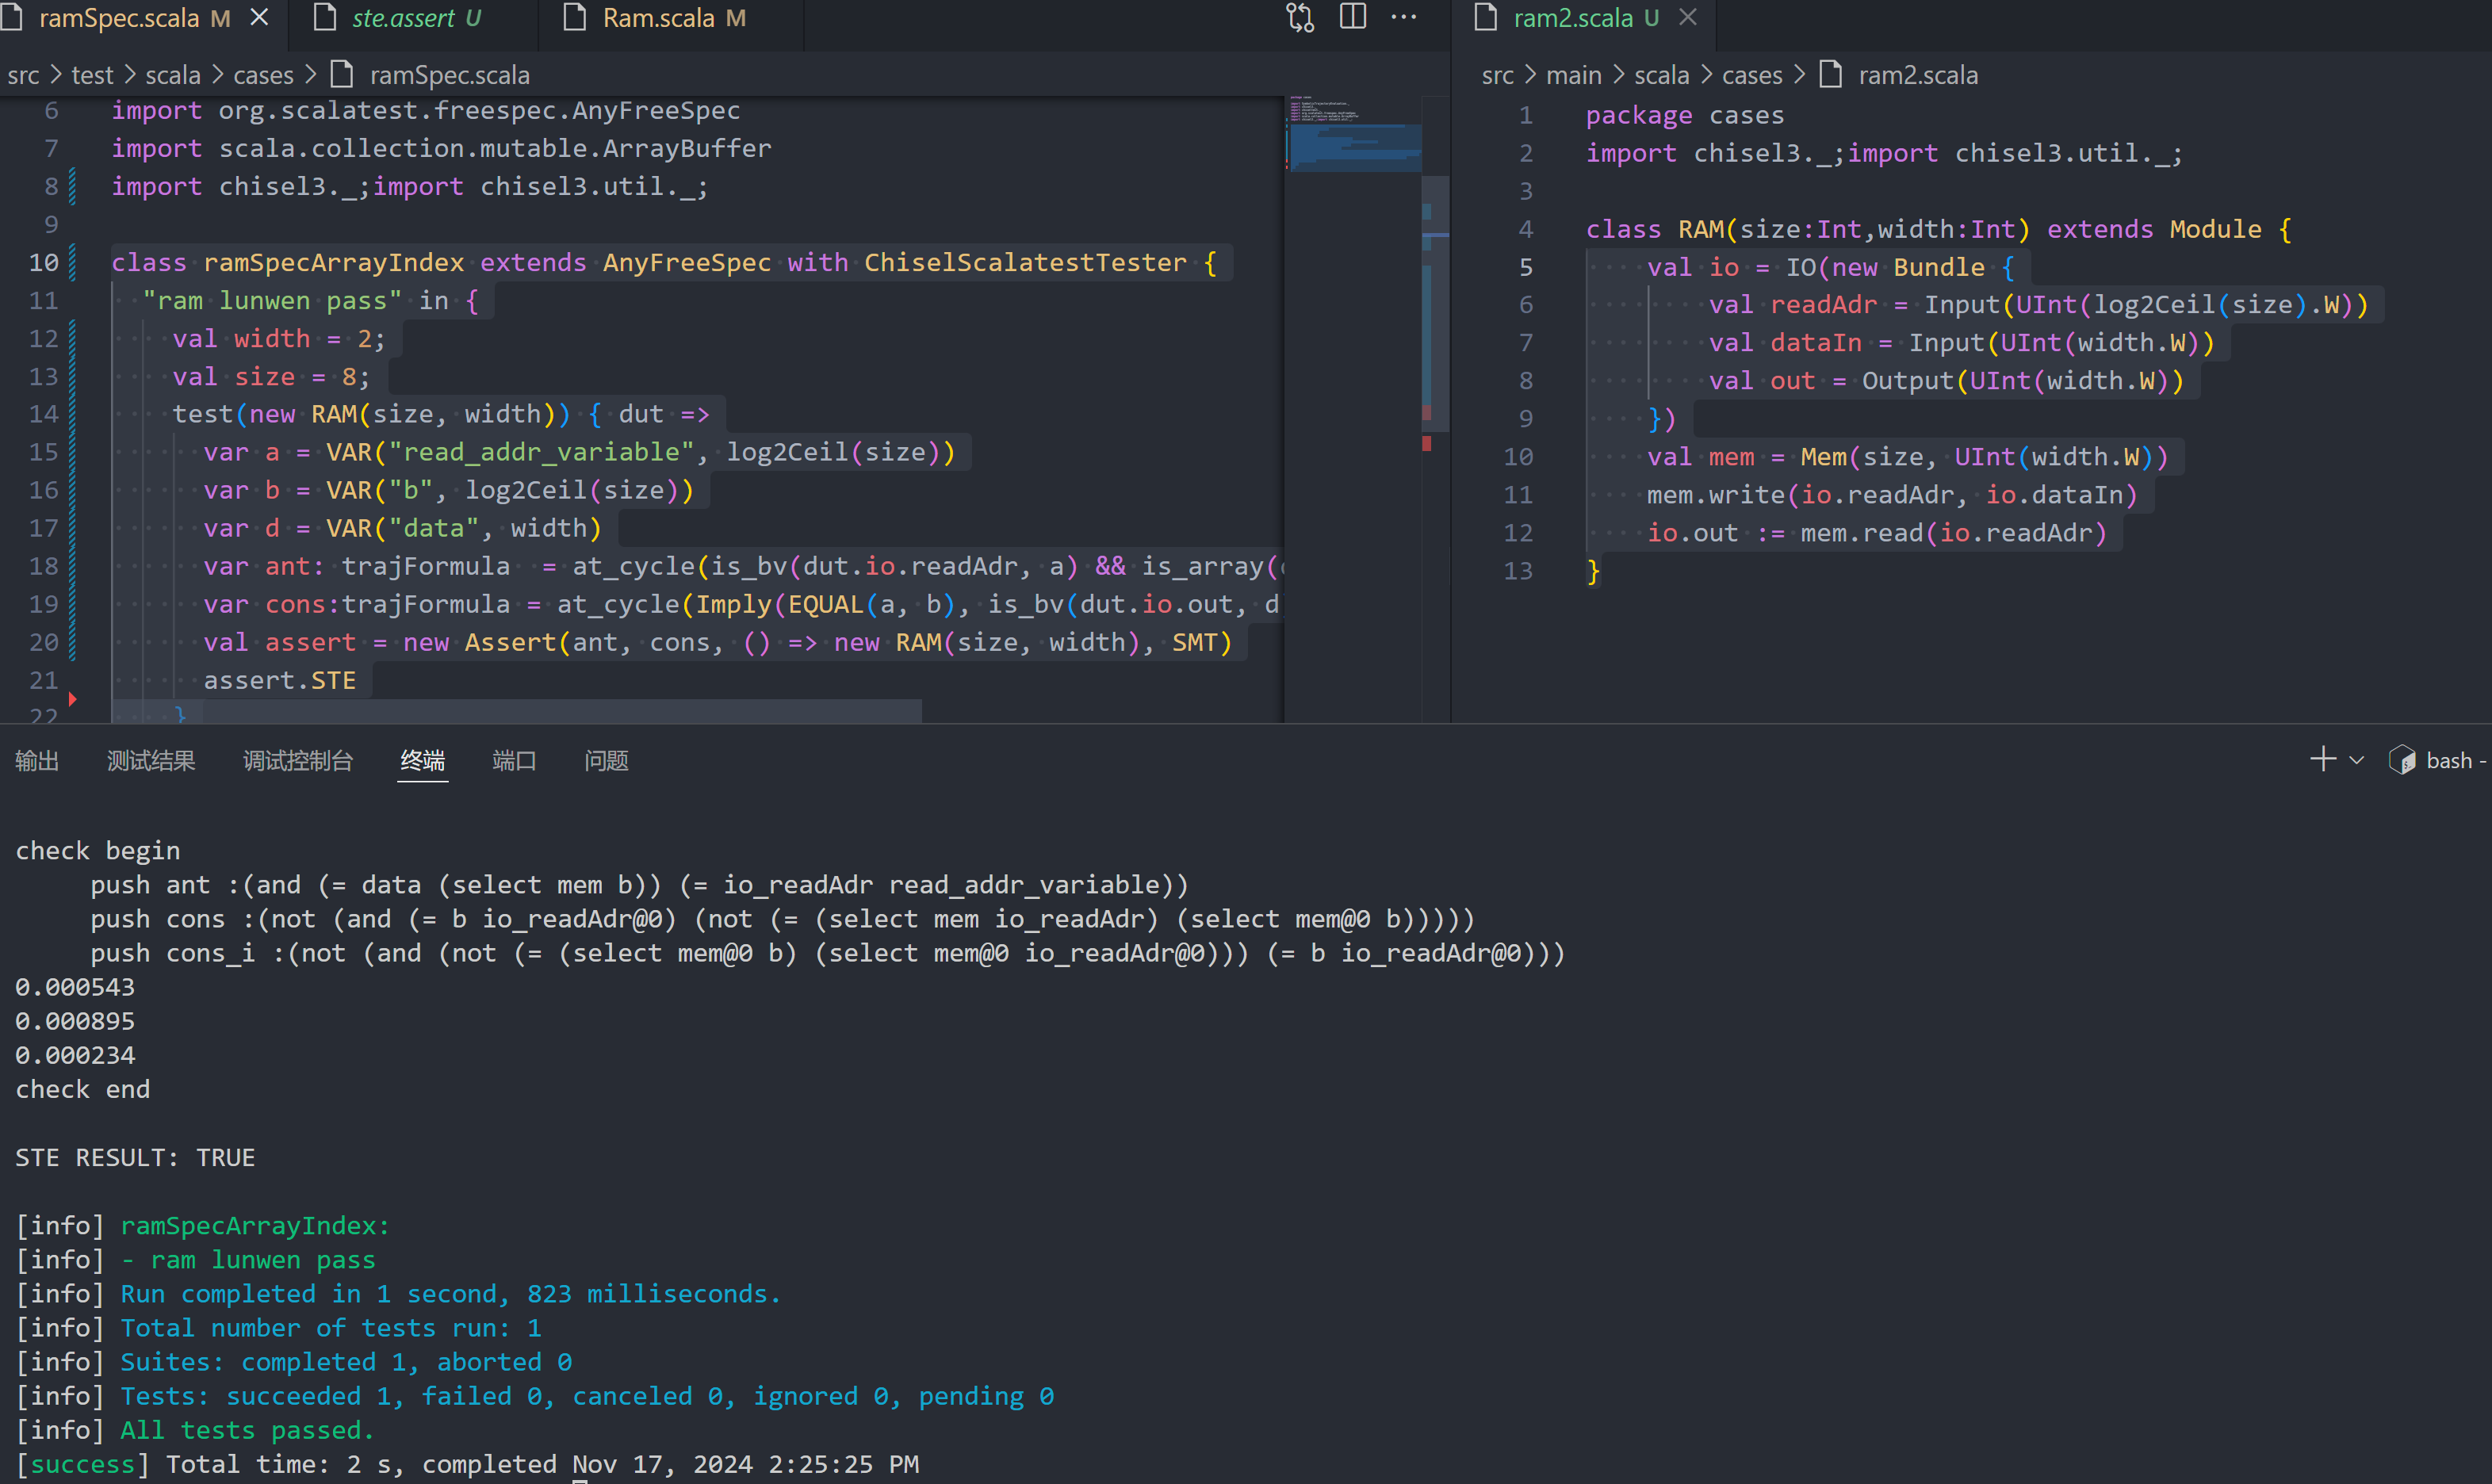 ramSpec.scala M
ste.assert U
Ram.scala M
src > test > scala > cases > ramSpec.scala
6 import org.scalatest.freespec.AnyFreeSpec
7 import scala.collection.mutable.ArrayBuffer
8 import chisel3._;import chisel3.util._;
9
10 class ramSpecArrayIndex extends AnyFreeSpec with ChiselScalatestTester {
11 "ram lunwen pass" in {
12 val width = 2;
13 val size = 8;
14 test(new RAM(size, width)) { dut =>
15 var a = VAR("read_addr_variable", log2Ceil(size))
16 var b = VAR("b", log2Ceil(size))
17 var d = VAR("data", width)
18 var ant: trajFormula  = at_cycle(is_bv(dut.io.readAdr, a) && is_array(
19 var cons:trajFormula = at_cycle(Imply(EQUAL(a, b), is_bv(dut.io.out, d
20 val assert = new Assert(ant, cons, () => new RAM(size, width), SMT)
21 assert.STE
22 }
ram2.scala U
src > main > scala > cases > ram2.scala
1 package cases
2 import chisel3._;import chisel3.util._;
3
4 class RAM(size:Int,width:Int) extends Module {
5 val io = IO(new Bundle {
6 val readAdr = Input(UInt(log2Ceil(size).W))
7 val dataIn = Input(UInt(width.W))
8 val out = Output(UInt(width.W))
9 })
10 val mem = Mem(size, UInt(width.W))
11 mem.write(io.readAdr, io.dataIn)
12 io.out := mem.read(io.readAdr)
13 }
输出 测试结果 调试控制台 终端 端口 问题
bash -
check begin
push ant :(and (= data (select mem b)) (= io_readAdr read_addr_variable))
push cons :(not (and (= b io_readAdr@0) (not (= (select mem io_readAdr) (select mem@0 b)))))
push cons_i :(not (and (not (= (select mem@0 b) (select mem@0 io_readAdr@0))) (= b io_readAdr@0)))
0.000543
0.000895
0.000234
check end
STE RESULT: TRUE
[info] ramSpecArrayIndex:
[info] - ram lunwen pass
[info] Run completed in 1 second, 823 milliseconds.
[info] Total number of tests run: 1
[info] Suites: completed 1, aborted 0
[info] Tests: succeeded 1, failed 0, canceled 0, ignored 0, pending 0
[info] All tests passed.
[success] Total time: 2 s, completed Nov 17, 2024 2:25:25 PM